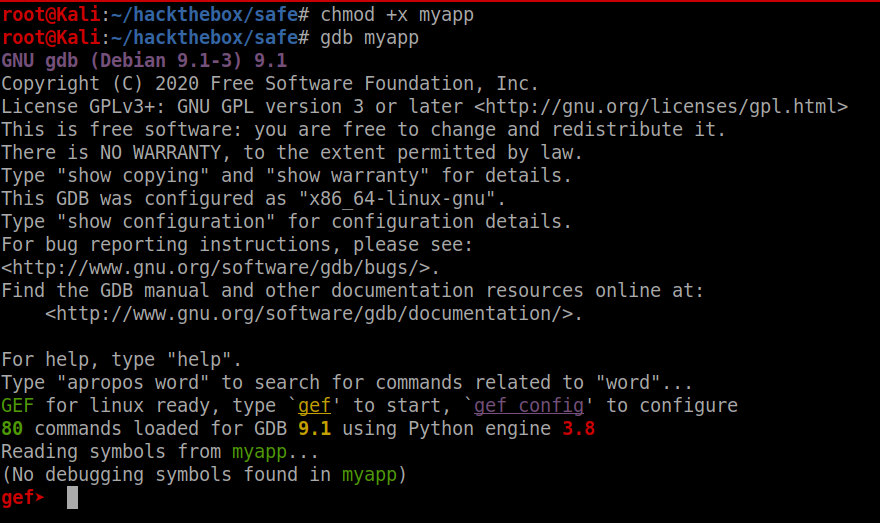 root@Kali:~/hackthebox/safe# chmod +x myapp
root@Kali:~/hackthebox/safe# gdb myapp
GNU gdb (Debian 9.1-3) 9.1
Copyright (C) 2020 Free Software Foundation, Inc.
License GPLv3+: GNU GPL version 3 or later <http://gnu.org/licenses/gpl.html>
This is free software: you are free to change and redistribute it.
There is NO WARRANTY, to the extent permitted by law.
Type "show copying" and "show warranty" for details.
This GDB was configured as "x86_64-linux-gnu".
Type "show configuration" for configuration details.
For bug reporting instructions, please see:
<http://www.gnu.org/software/gdb/bugs/>.
Find the GDB manual and other documentation resources online at:
    <http://www.gnu.org/software/gdb/documentation/>.

For help, type "help".
Type "apropos word" to search for commands related to "word"...
GEF for linux ready, type `gef' to start, `gef config' to configure
80 commands loaded for GDB 9.1 using Python engine 3.8
Reading symbols from myapp...
(No debugging symbols found in myapp)
gef➤